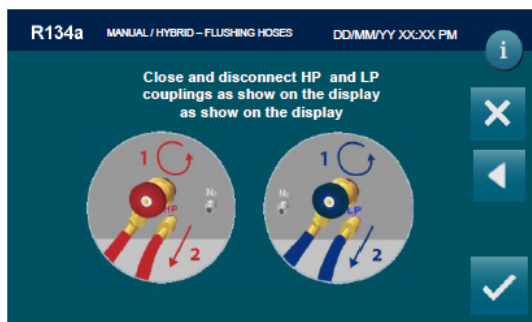 R134a MANUAL / HYBRID – FLUSHING HOSES DD/MM/YY XX:XX PM
i
Close and disconnect HP and LP
couplings as show on the display
as show on the display
1
N₂
HP
2
1
N₂
LP
2